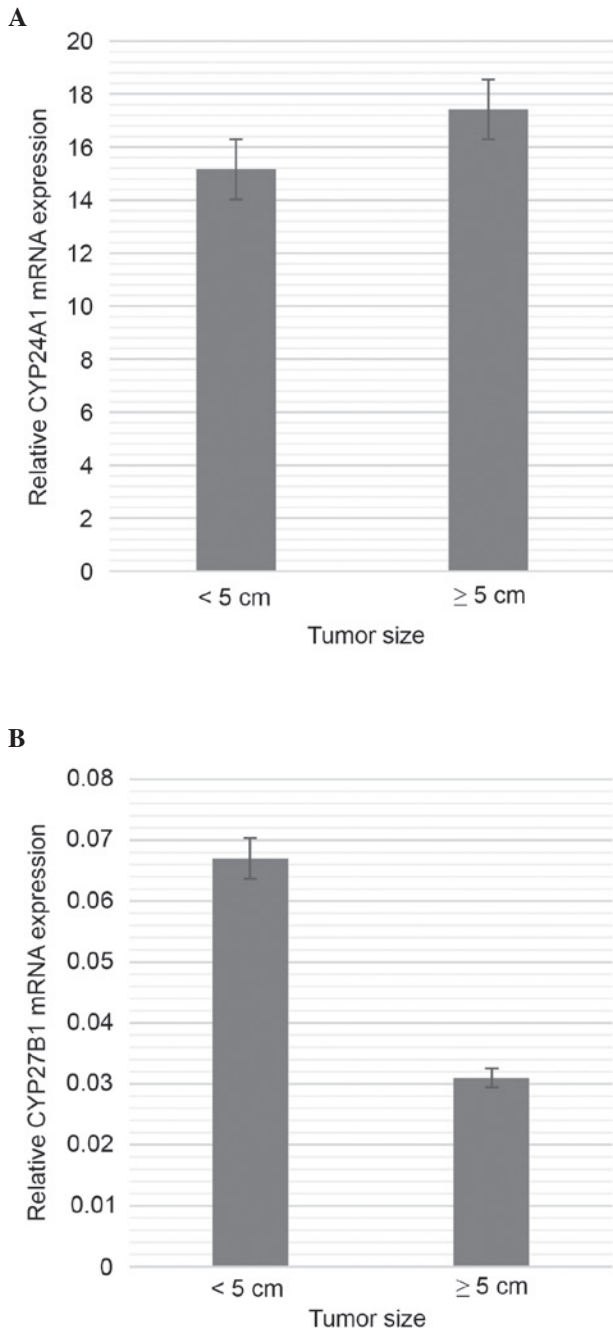 A
Relative CYP24A1 mRNA expression
20
18
16
14
12
10
8
6
4
2
0
< 5 cm
≥ 5 cm
Tumor size
B
Relative CYP27B1 mRNA expression
0.08
0.07
0.06
0.05
0.04
0.03
0.02
0.01
0
< 5 cm
≥ 5 cm
Tumor size